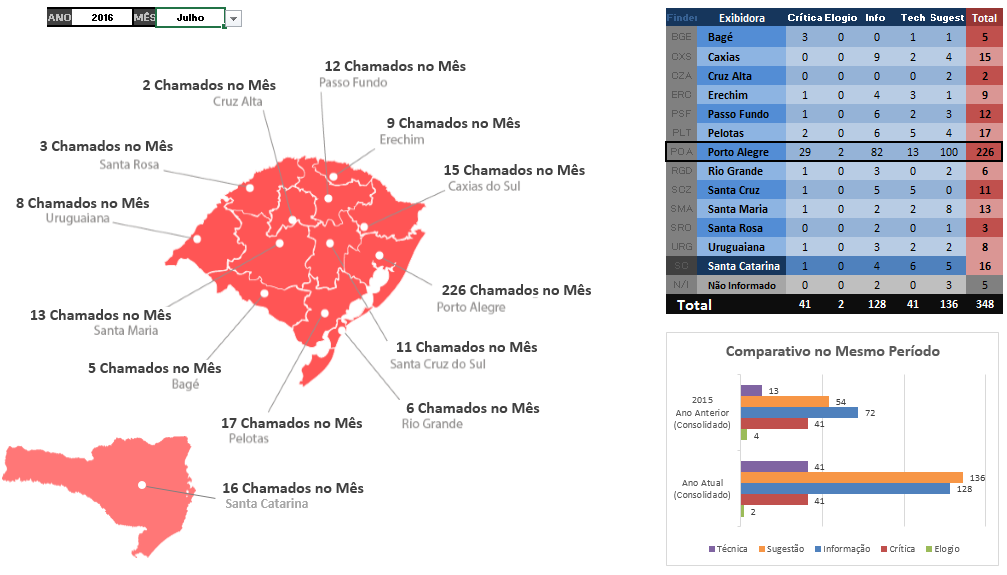 ANO 2016 MÊS Julho
12 Chamados no Mês
Passo Fundo
2 Chamados no Mês
Cruz Alta
9 Chamados no Mês
Erechim
3 Chamados no Mês
Santa Rosa
15 Chamados no Mês
Caxias do Sul
8 Chamados no Mês
Uruguaiana
226 Chamados no Mês
Porto Alegre
13 Chamados no Mês
Santa Maria
11 Chamados no Mês
Santa Cruz do Sul
5 Chamados no Mês
Bagé
6 Chamados no Mês
Rio Grande
17 Chamados no Mês
Pelotas
16 Chamados no Mês
Santa Catarina
Finder Exibidora Crítica Elogio Info Tech Sugest Total
BGE Bagé 3 0 0 1 1 5
CXS Caxias 0 0 9 2 4 15
CZA Cruz Alta 0 0 0 0 2 2
ERC Erechim 1 0 4 3 1 9
PSF Passo Fundo 1 0 6 2 3 12
PLT Pelotas 2 0 6 5 4 17
POA Porto Alegre 29 2 82 13 100 226
RGD Rio Grande 1 0 3 0 2 6
SCZ Santa Cruz 1 0 5 5 0 11
SMA Santa Maria 1 0 2 2 8 13
SRO Santa Rosa 0 0 2 0 1 3
URG Uruguaiana 1 0 3 2 2 8
SC Santa Catarina 1 0 4 6 5 16
N/I Não Informado 0 0 2 0 3 5
Total 41 2 128 41 136 348
Comparativo no Mesmo Período
2015
Ano Anterior
(Consolidado)
13
54
72
41
4
Ano Atual
(Consolidado)
41
136
128
41
2
Técnica Sugestão Informação Crítica Elogio